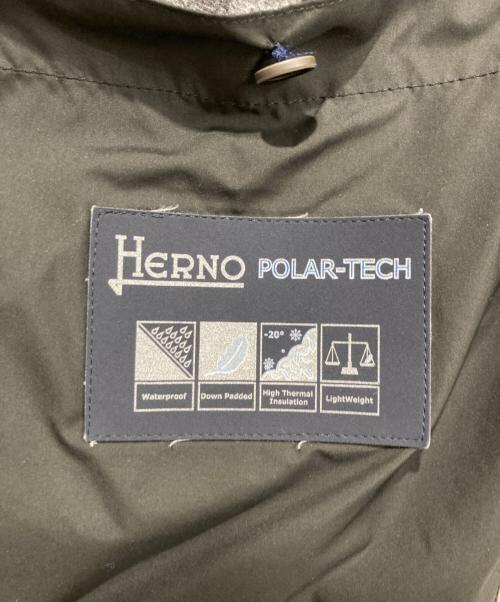 HERNO POLAR-TECH
-20°
Waterproof
Down Padded
High Thermal
Insulation
LightWeight